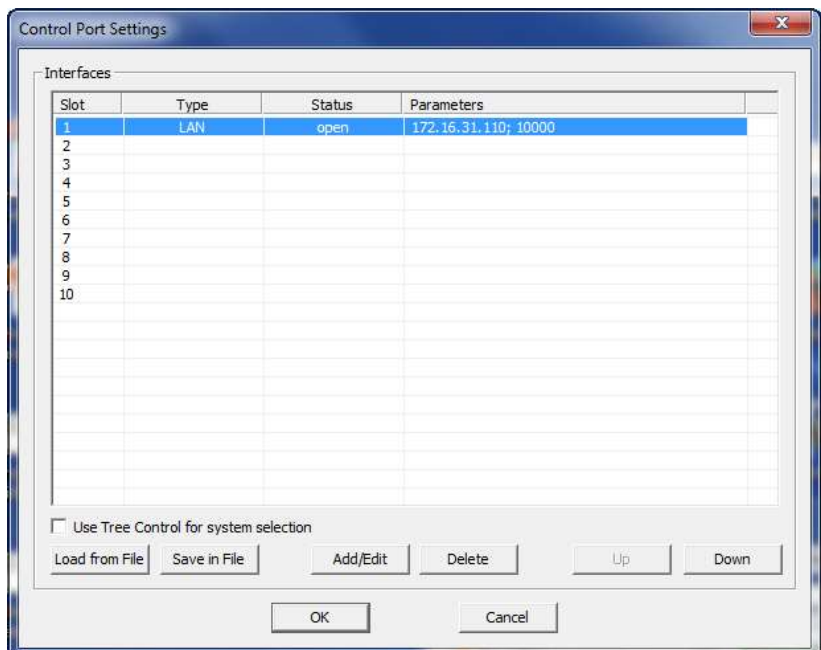 Control Port Settings
Interfaces
Slot Type Status Parameters
1 LAN open 172.16.31.110; 10000
2
3
4
5
6
7
8
9
10
Use Tree Control for system selection
Load from File Save in File Add/Edit Delete Up Down
OK Cancel